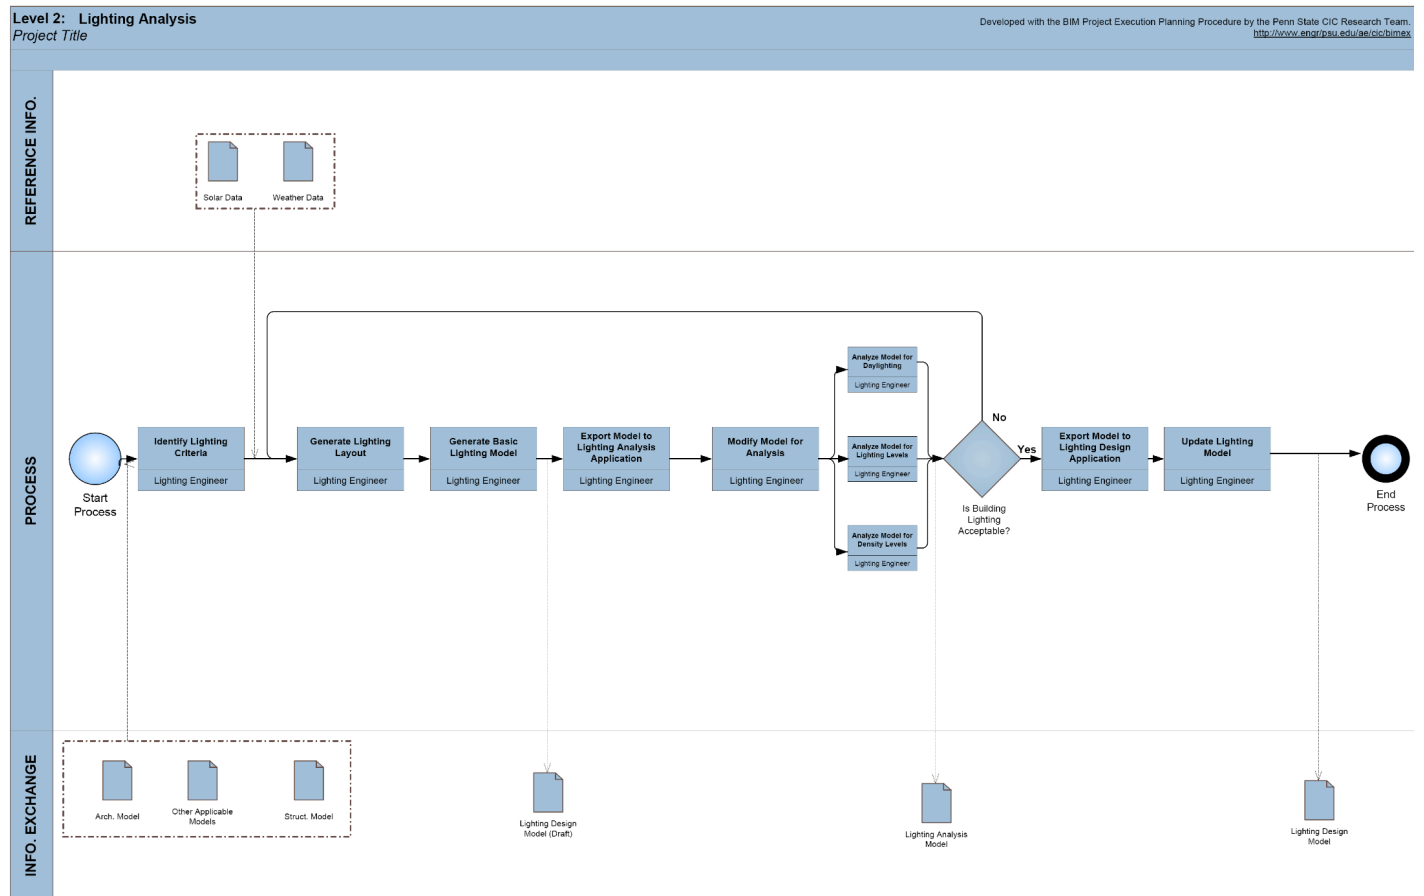 Level 2: Lighting Analysis
Project Title
Developed with the BIM Project Execution Planning Procedure by the Penn State CIC Research Team.
http://www.engr/psu.edu/ae/cic/bimex
REFERENCE INFO.
Solar Data
Weather Data
PROCESS
Start
Process
Identify Lighting
Criteria
Lighting Engineer
Generate Lighting
Layout
Lighting Engineer
Generate Basic
Lighting Model
Lighting Engineer
Export Model to
Lighting Analysis
Application
Lighting Engineer
Modify Model for
Analysis
Lighting Engineer
Analyze Model for
Daylighting
Lighting Engineer
Analyze Model for
Lighting Levels
Lighting Engineer
Analyze Model for
Density Levels
Lighting Engineer
No
Yes
Is Building
Lighting
Acceptable?
Export Model to
Lighting Design
Application
Lighting Engineer
Update Lighting
Model
Lighting Engineer
End
Process
INFO. EXCHANGE
Arch. Model
Other Applicable
Models
Struct. Model
Lighting Design
Model (Draft)
Lighting Analysis
Model
Lighting Design
Model